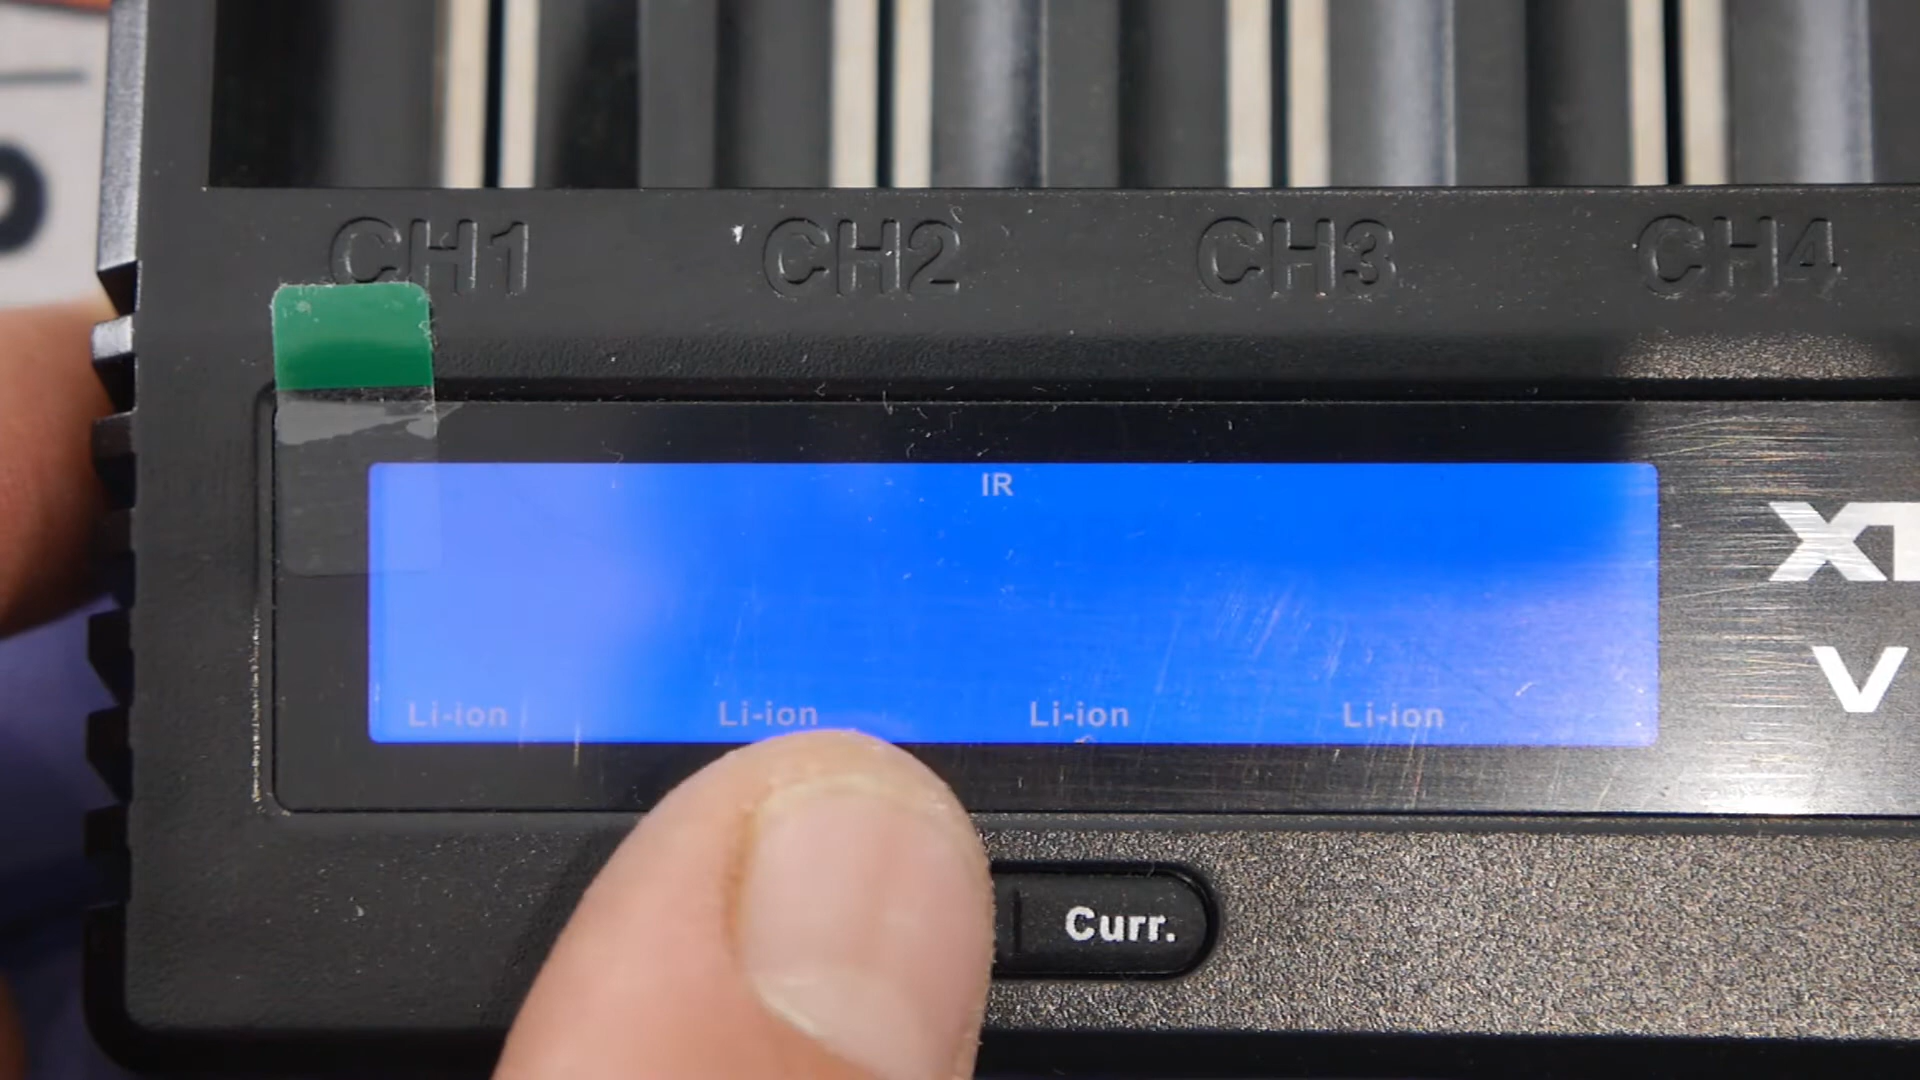 CH1 CH2 CH3 CH4
IR
Li-ion Li-ion Li-ion Li-ion
Curr.